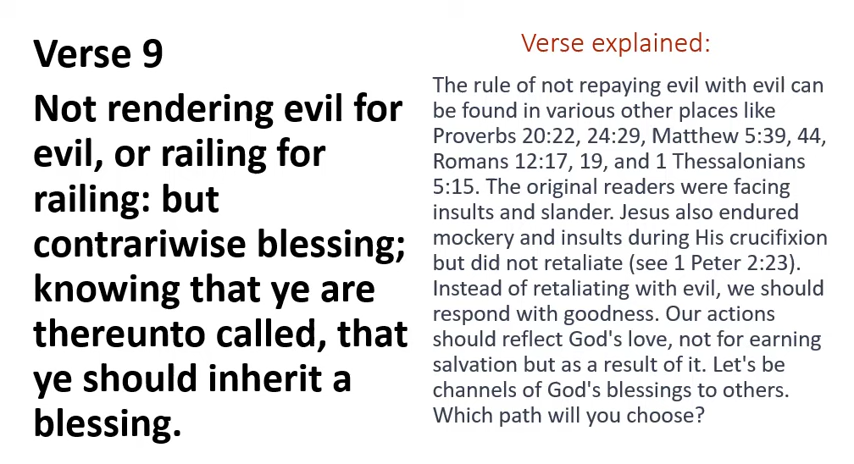 Verse 9
Not rendering evil for
evil, or railing for
railing: but
contrariwise blessing;
knowing that ye are
thereunto called, that
ye should inherit a
blessing.
Verse explained:
The rule of not repaying evil with evil can
be found in various other places like
Proverbs 20:22, 24:29, Matthew 5:39, 44,
Romans 12:17, 19, and 1 Thessalonians
5:15. The original readers were facing
insults and slander. Jesus also endured
mockery and insults during His crucifixion
but did not retaliate (see 1 Peter 2:23).
Instead of retaliating with evil, we should
respond with goodness. Our actions
should reflect God's love, not for earning
salvation but as a result of it. Let's be
channels of God's blessings to others.
Which path will you choose?